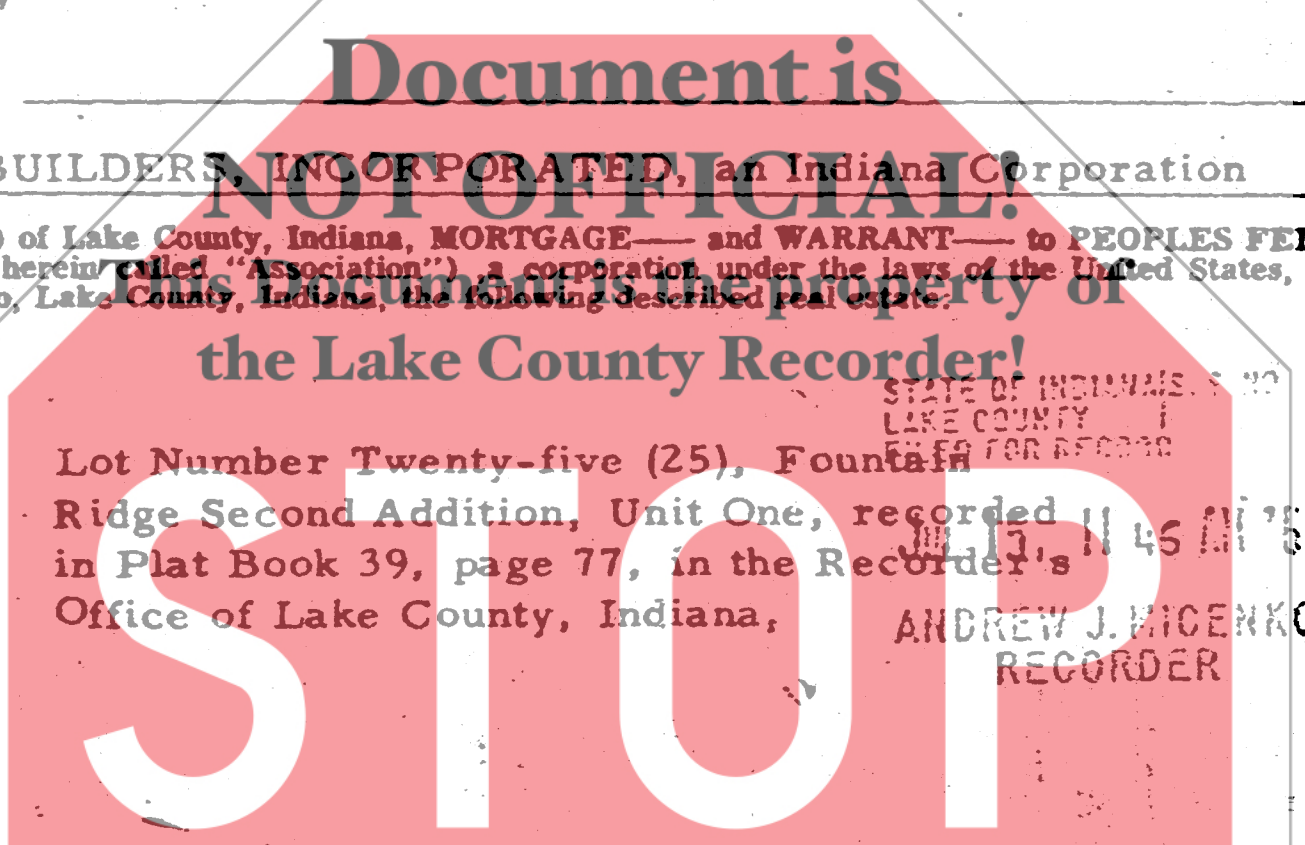 Document is
BUILDERS, INCORPORATED, an Indiana Corporation
NOT OFFICIAL!
of Lake County, Indiana, MORTGAGE— and WARRANT— to PEOPLES
herein called "Association") a corporation under the laws of the United States,
This Document is the property of
Lake County, Indiana, the following described real estate:
the Lake County Recorder!
STATE OF
LAKE COUNTY
FILED FOR RECORD
Lot Number Twenty-five (25), Fountain
Ridge Second Addition, Unit One, recorded
11 46 AM
in Plat Book 39, page 77, in the Recorder's
Office of Lake County, Indiana,
ANDREW J.
RECORDER
STOP